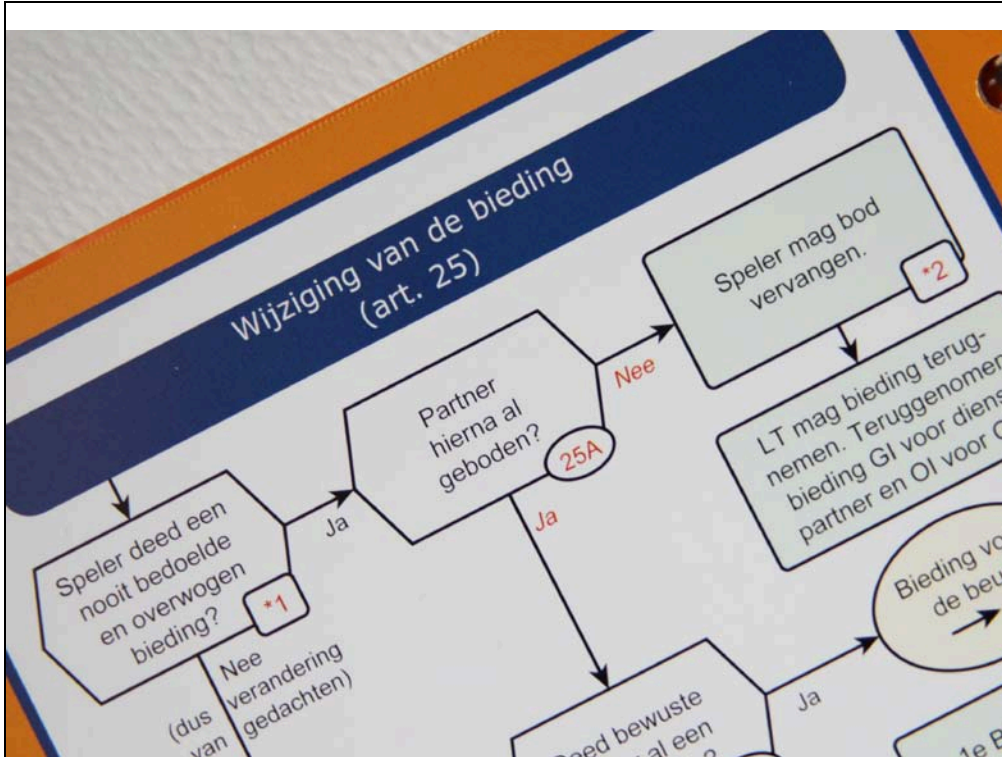 Wijziging van de bieding
(art. 25)
Speler mag bod
vervangen.
*2
Partner
hierna al
geboden?
25A
Nee
LT mag bieding terug-
nemen. Teruggenomen
bieding GI voor
partner en OI voor
Ja
Ja
Speler deed een
nooit bedoelde
en overwogen
bieding?
*1
Nee
(dus verandering
van gedachten)
Bieding
de
Ja
bewuste
al een
1e